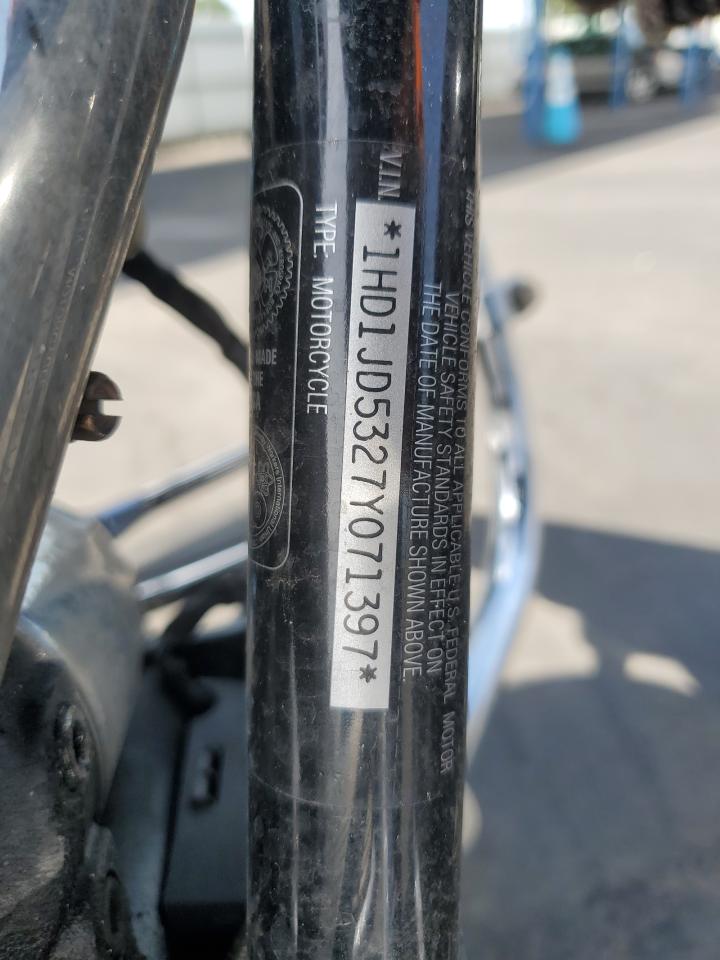 THIS VEHICLE CONFORMS TO ALL APPLICABLE U.S. FEDERAL MOTOR
VEHICLE SAFETY STANDARDS IN EFFECT ON
THE DATE OF MANUFACTURE SHOWN ABOVE.
V.I.N.
*1HD1JD5327Y071397*
TYPE: MOTORCYCLE
MADE